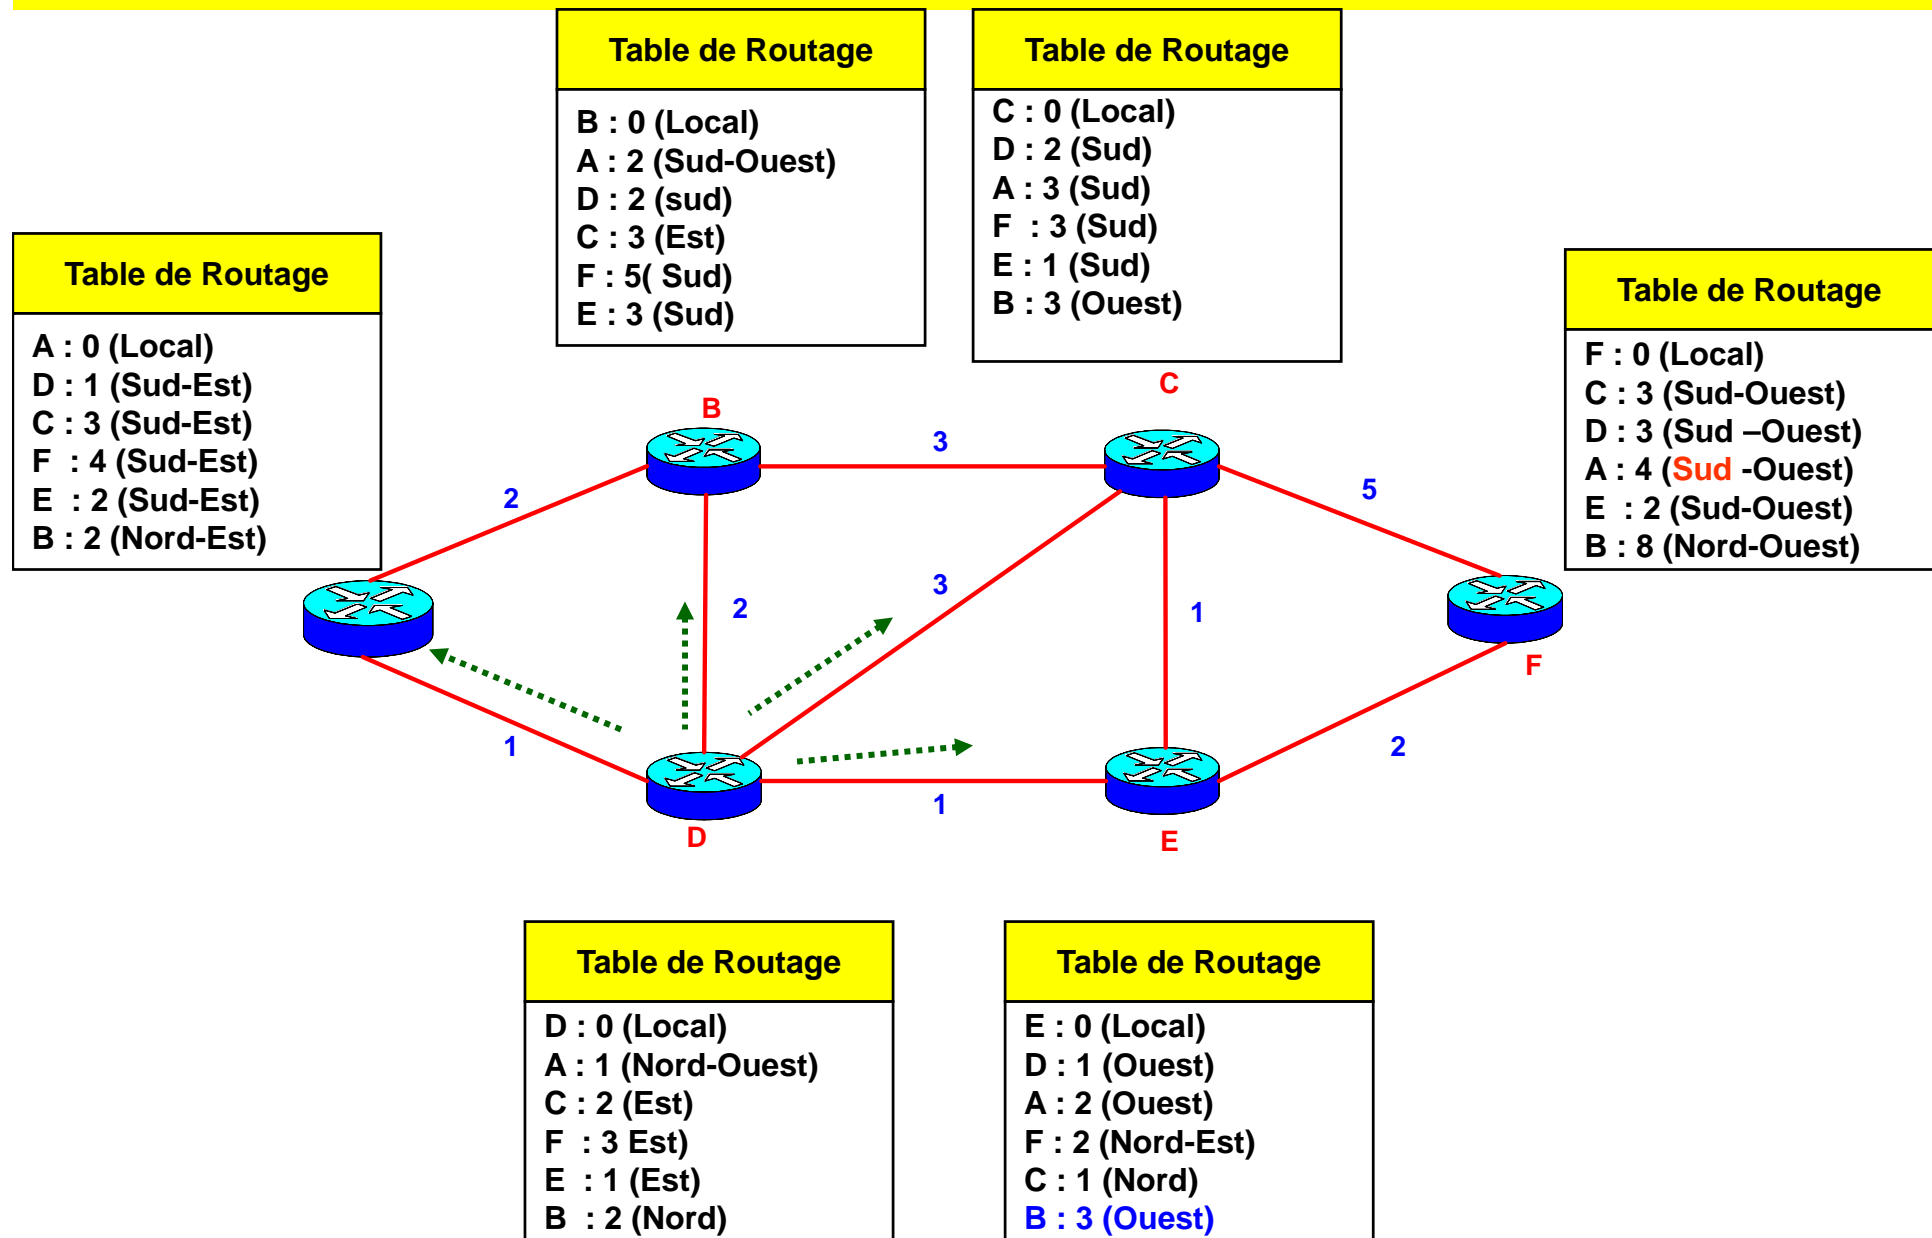 Table de Routage
B : 0 (Local)
A : 2 (Sud-Ouest)
D : 2 (sud)
C : 3 (Est)
F : 5( Sud)
E : 3 (Sud)
Table de Routage
C : 0 (Local)
D : 2 (Sud)
A : 3 (Sud)
F : 3 (Sud)
E : 1 (Sud)
B : 3 (Ouest)
Table de Routage
A : 0 (Local)
D : 1 (Sud-Est)
C : 3 (Sud-Est)
F : 4 (Sud-Est)
E : 2 (Sud-Est)
B : 2 (Nord-Est)
Table de Routage
F : 0 (Local)
C : 3 (Sud-Ouest)
D : 3 (Sud –Ouest)
A : 4 (Sud -Ouest)
E : 2 (Sud-Ouest)
B : 8 (Nord-Ouest)
B
C
3
2
5
3
2
1
F
1
2
1
D
E
Table de Routage
D : 0 (Local)
A : 1 (Nord-Ouest)
C : 2 (Est)
F : 3 Est)
E : 1 (Est)
B : 2 (Nord)
Table de Routage
E : 0 (Local)
D : 1 (Ouest)
A : 2 (Ouest)
F : 2 (Nord-Est)
C : 1 (Nord)
B : 3 (Ouest)